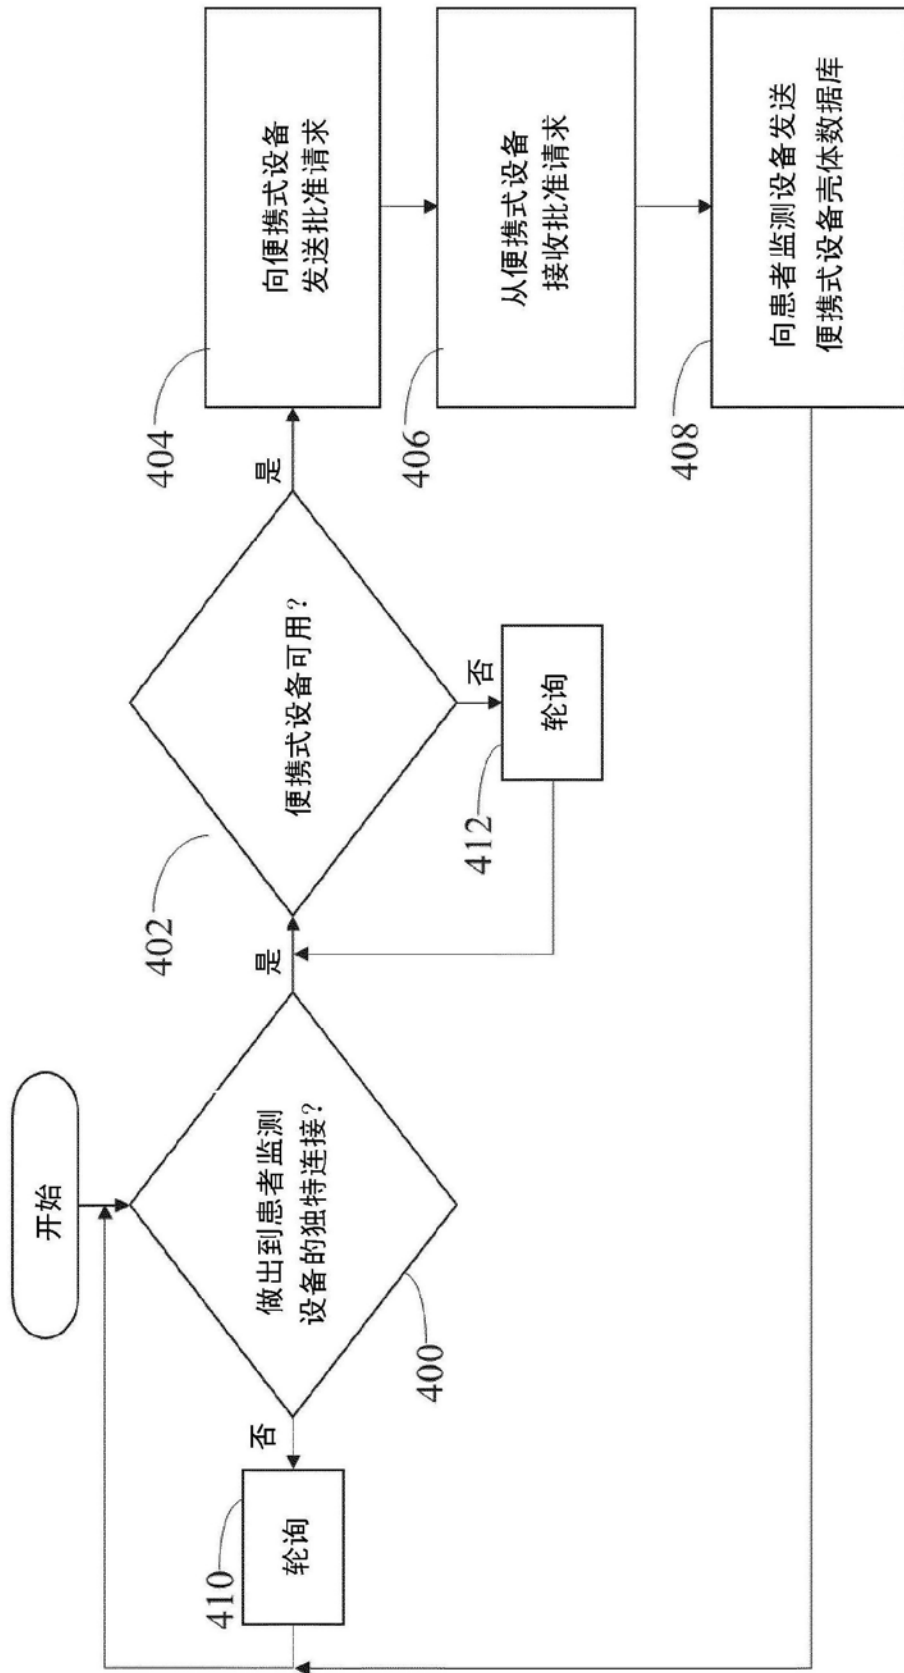 开始
做出到患者监测
设备的独特连接？
400
否
410
轮询
是
402
便携式设备可用？
否
412
轮询
是
404
向便携式设备
发送批准请求
406
从便携式设备
接收批准请求
408
向患者监测设备发送
便携式设备壳体数据库